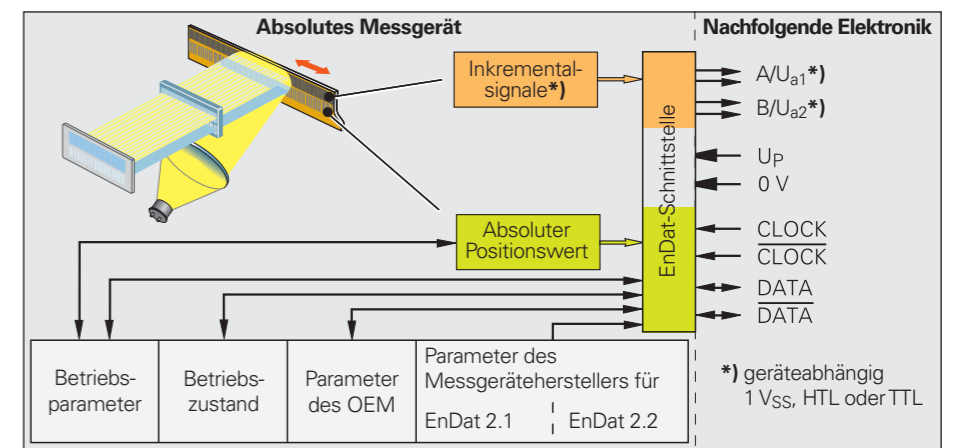 Absolutes Messgerät
Nachfolgende Elektronik
Inkremental-
signale*)
A/Ua1*)
B/Ua2*)
EnDat-Schnittstelle
UP
0 V
Absoluter
Positionswert
CLOCK
CLOCK
DATA
DATA
Betriebs-
parameter
Betriebs-
zustand
Parameter
des OEM
Parameter des
Messgeräteherstellers für
EnDat 2.1
EnDat 2.2
*) geräteabhängig
1 VSS, HTL oder TTL